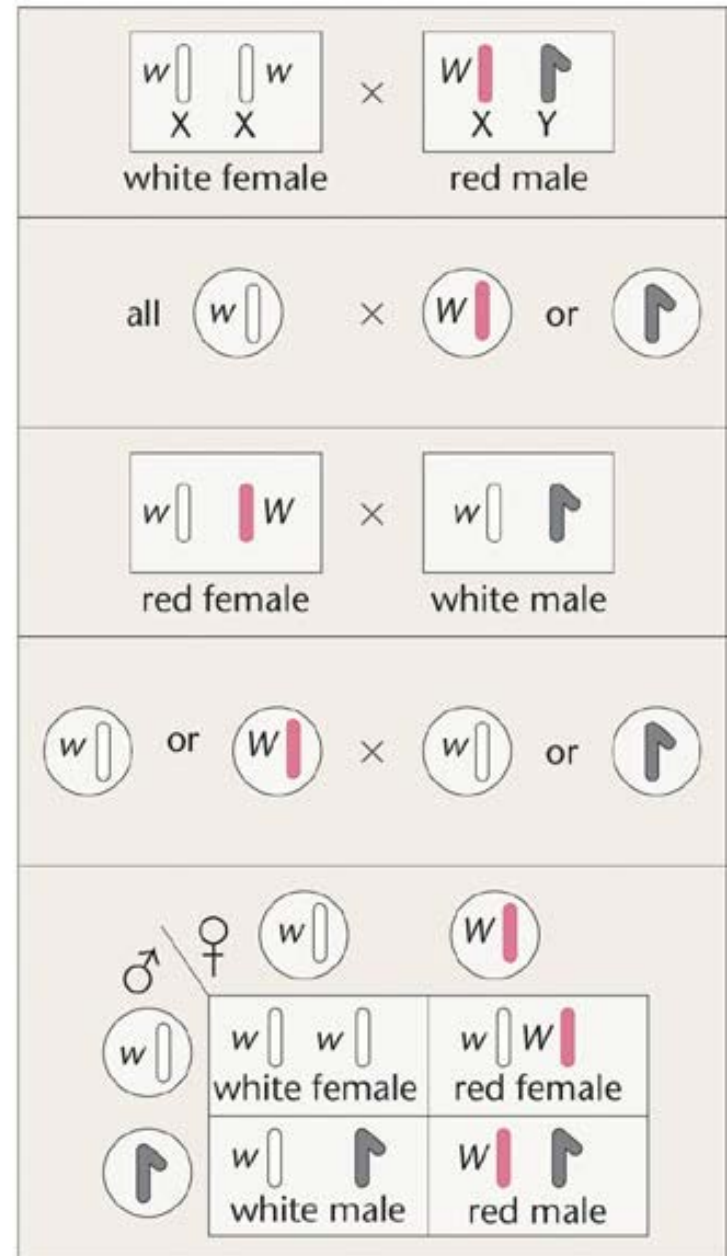 w w W
X X × X Y
white female red male
all w × W or
w W × w
red female white male
w or W × w or
♂ ♀ w W
w w w w W
white female red female
w W
white male red male